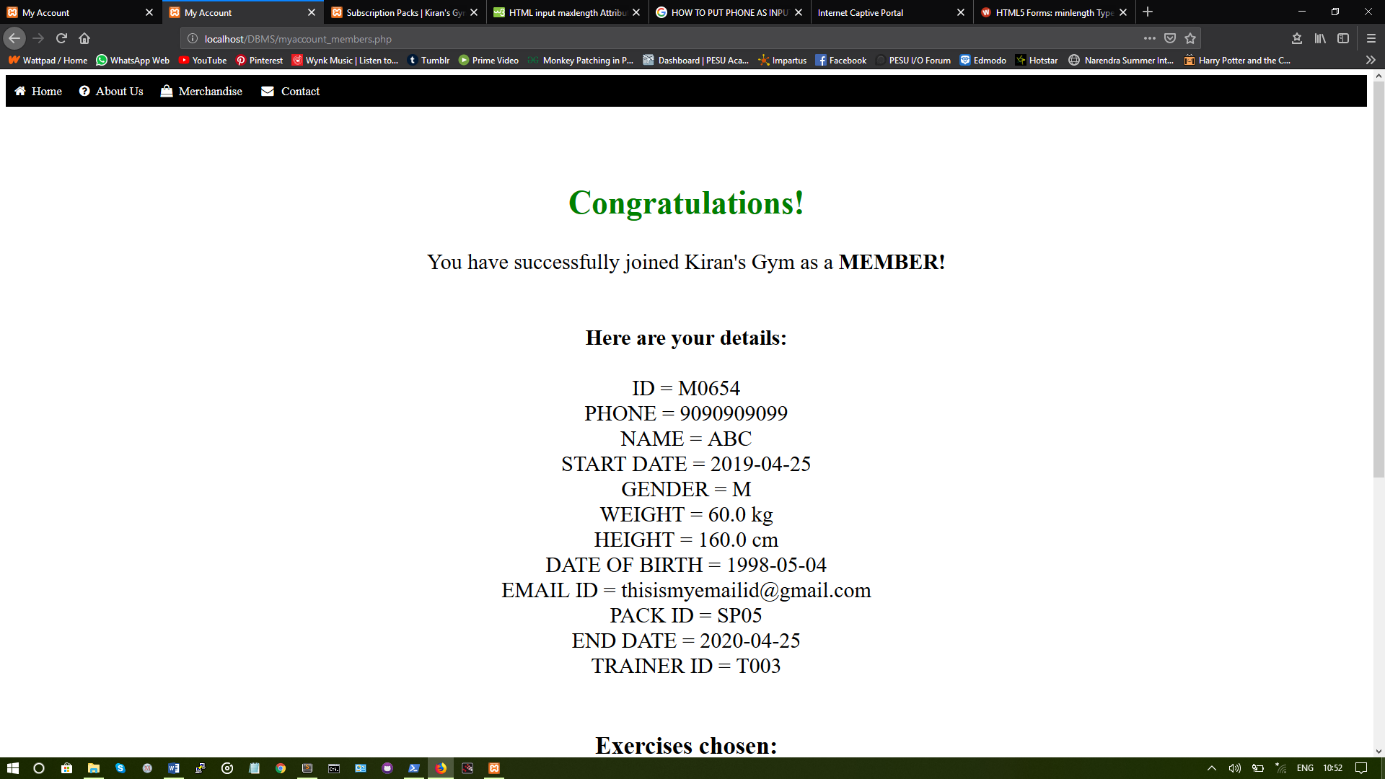 My Account
My Account
Subscription Packs | Kiran's Gy
HTML input maxlength Attribu
HOW TO PUT PHONE AS INPU
Internet Captive Portal
HTML5 Forms: minlength Type
localhost/DBMS/myaccount_members.php
Wattpad / Home
WhatsApp Web
YouTube
Pinterest
Wynk Music | Listen to...
Tumblr
Prime Video
Monkey Patching in P...
Dashboard | PESU Aca...
Impartus
Facebook
PESU I/O Forum
Edmodo
Hotstar
Narendra Summer Int...
Harry Potter and the C...
Home
About Us
Merchandise
Contact
Congratulations!
You have successfully joined Kiran's Gym as a MEMBER!
Here are your details:
ID = M0654
PHONE = 9090909099
NAME = ABC
START DATE = 2019-04-25
GENDER = M
WEIGHT = 60.0 kg
HEIGHT = 160.0 cm
DATE OF BIRTH = 1998-05-04
EMAIL ID = thisismyemailid@gmail.com
PACK ID = SP05
END DATE = 2020-04-25
TRAINER ID = T003
Exercises chosen:
ENG
10:52